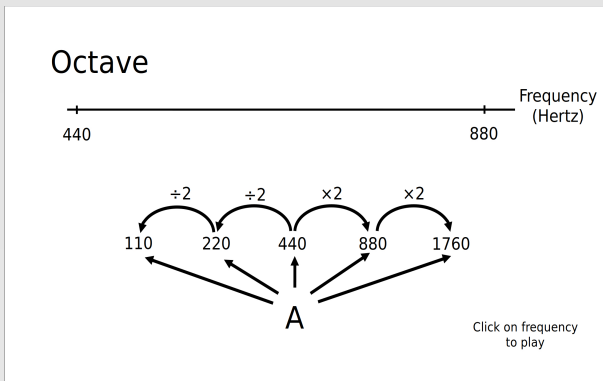 Octave
Frequency
(Hertz)
440 880
÷2 ÷2 ×2 ×2
110 220 440 880 1760
A
Click on frequency
to play